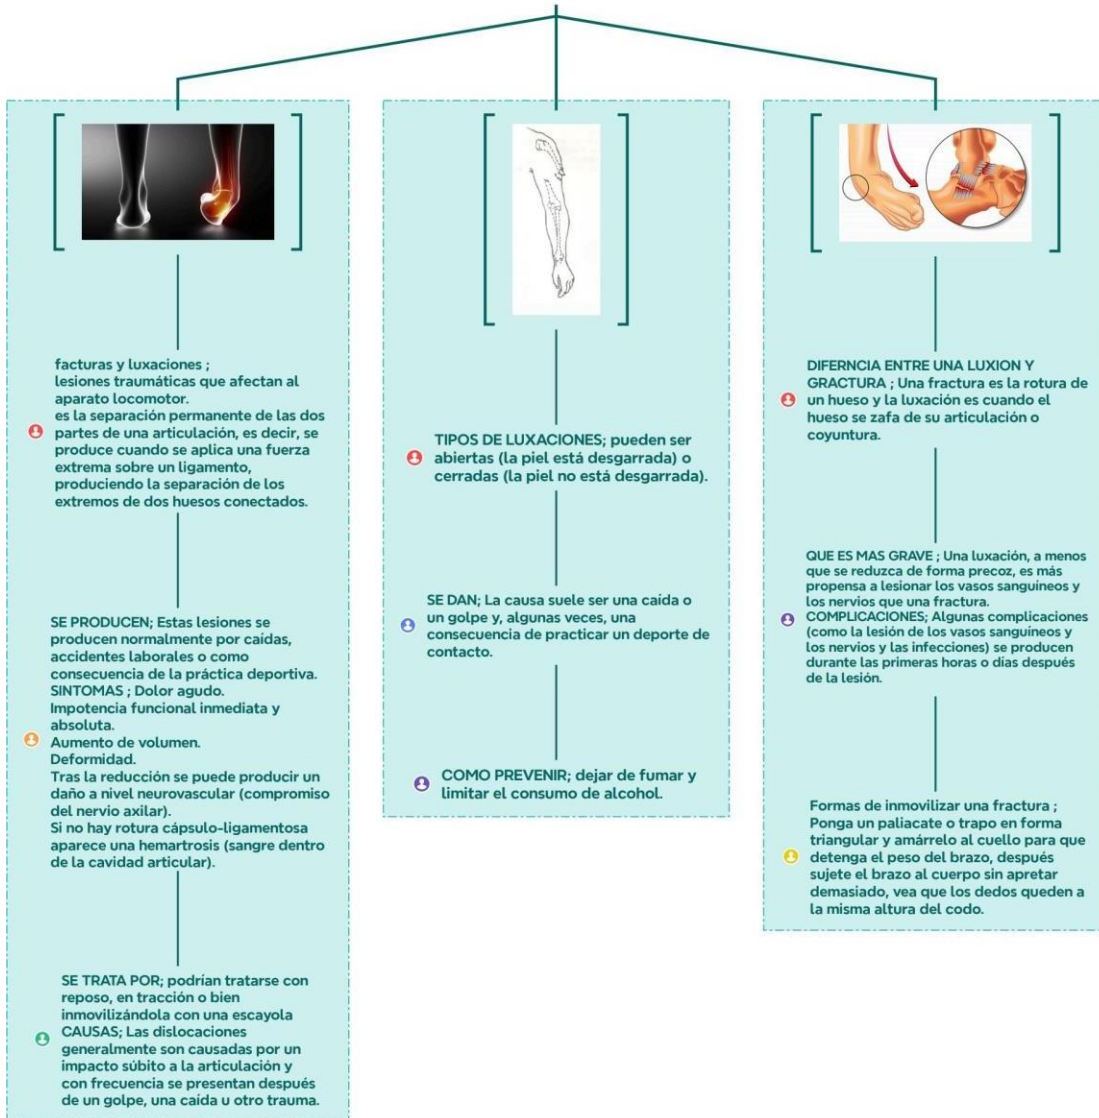 facturas y luxaciones ;
lesiones traumáticas que afectan al
aparato locomotor.
es la separación permanente de las dos
partes de una articulación, es decir, se
produce cuando se aplica una fuerza
extrema sobre un ligamento,
produciendo la separación de los
extremos de dos huesos conectados.
SE PRODUCEN; Estas lesiones se
producen normalmente por caídas,
accidentes laborales o como
consecuencia de la práctica deportiva.
SINTOMAS ; Dolor agudo.
Impotencia funcional inmediata y
absoluta.
Aumento de volumen.
Deformidad.
Tras la reducción se puede producir un
daño a nivel neurovascular (compromiso
del nervio axilar).
Si no hay rotura cápsulo-ligamentosa
aparece una hemartrosis (sangre dentro
de la cavidad articular).
SE TRATA POR; podrían tratarse con
reposo, en tracción o bien
inmovilizándola con una escayola
CAUSAS; Las dislocaciones
generalmente son causadas por un
impacto súbito a la articulación y
con frecuencia se presentan después
de un golpe, una caída u otro trauma.
TIPOS DE LUXACIONES; pueden ser
abiertas (la piel está desgarrada) o
cerradas (la piel no está desgarrada).
SE DAN; La causa suele ser una caída o
un golpe y, algunas veces, una
consecuencia de practicar un deporte de
contacto.
COMO PREVENIR; dejar de fumar y
limitar el consumo de alcohol.
DIFERNCIA ENTRE UNA LUXION Y
GRACTURA ; Una fractura es la rotura de
un hueso y la luxación es cuando el
hueso se zafa de su articulación o
coyuntura.
QUE ES MAS GRAVE ; Una luxación, a menos
que se reduzca de forma precoz, es más
propensa a lesionar los vasos sanguíneos y
los nervios que una fractura.
COMPLICACIONES; Algunas complicaciones
(como la lesión de los vasos sanguíneos y
los nervios y las infecciones) se producen
durante las primeras horas o días después
de la lesión.
Formas de inmovilizar una fractura ;
Ponga un paliacate o trapo en forma
triangular y amárrelo al cuello para que
detenga el peso del brazo, después
sujete el brazo al cuerpo sin apretar
demasiado, vea que los dedos queden a
la misma altura del codo.